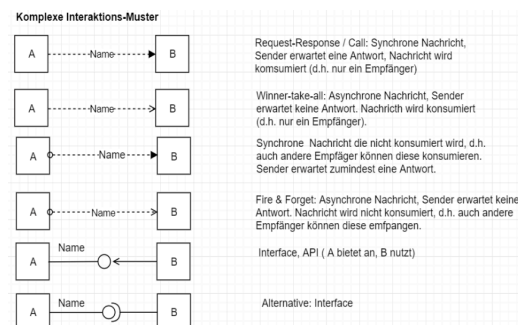 Komplexe Interaktions-Muster
A Name B
Request-Response / Call: Synchrone Nachricht,
Sender erwartet eine Antwort, Nachricht wird
komsumiert (d.h. nur ein Empfänger)
A Name B
Winner-take-all: Asynchrone Nachricht, Sender
erwartet keine Antwort. Nachricth wird konsumiert
(d.h. nur ein Empfänger).
A Name B
Synchrone Nachricht die nicht konsumiert wird, d.h.
auch andere Empfäger können diese konsumieren.
Sender erwartet zumindest eine Antwort.
A Name B
Fire & Forget: Asynchrone Nachricht, Sender erwartet keine
Antwort. Nachricht wird nicht konsumiert, d.h. auch andere
Empfänger können diese emfpangen.
Name
A B
Interface, API ( A bietet an, B nutzt)
Name
A B
Alternative: Interface